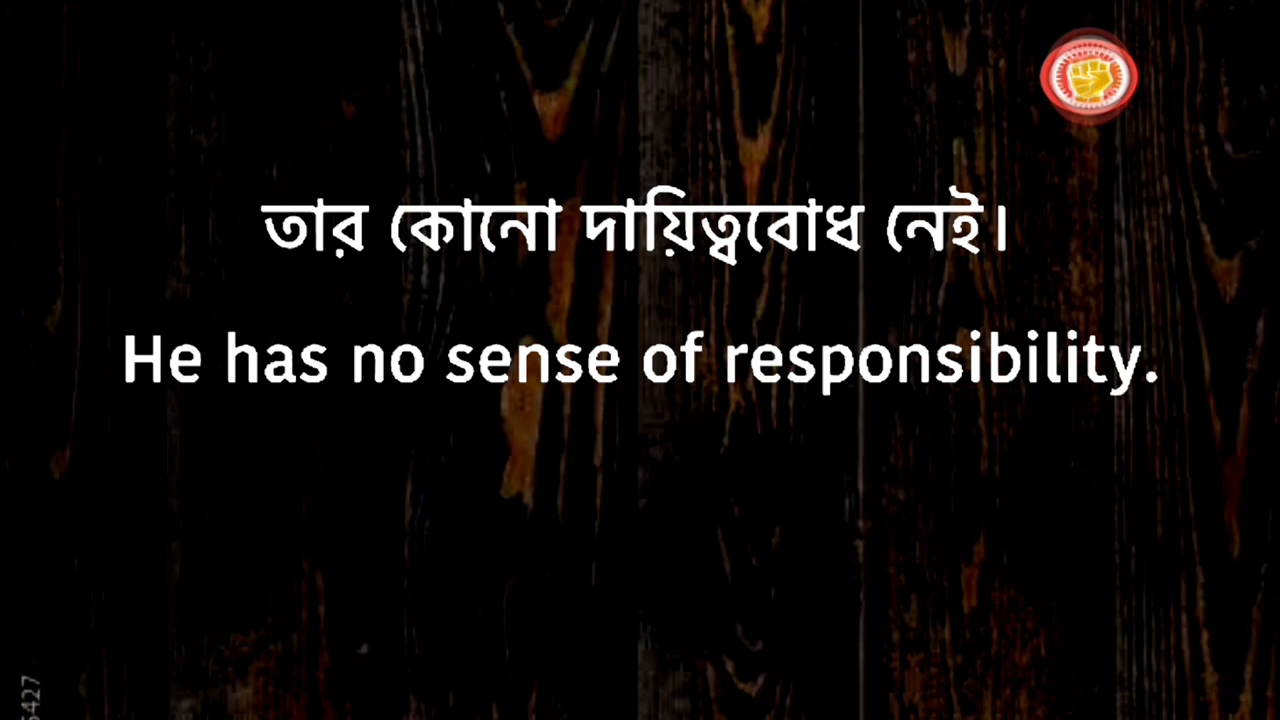 তার কোনো দায়িত্ববোধ নেই।
He has no sense of responsibility.